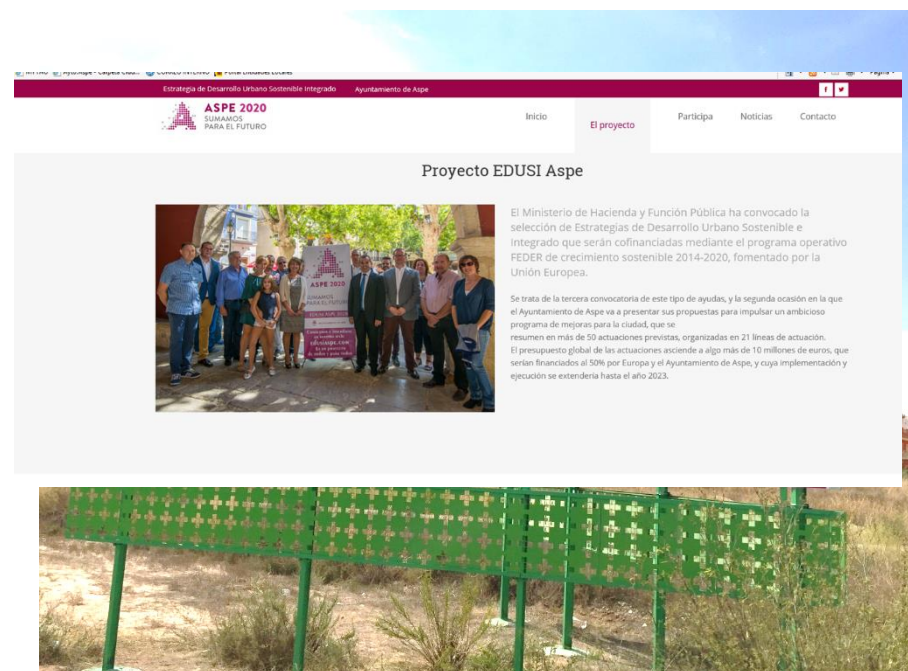 Estrategia de Desarrollo Urbano Sostenible Integrado Ayuntamiento de Aspe
ASPE 2020
SUMAMOS
PARA EL FUTURO
Inicio El proyecto Participa Noticias Contacto
Proyecto EDUSI Aspe
El Ministerio de Hacienda y Función Pública ha convocado la
selección de Estrategias de Desarrollo Urbano Sostenible e
Integrado que serán cofinanciadas mediante el programa operativo
FEDER de crecimiento sostenible 2014-2020, fomentado por la
Unión Europea.
Se trata de la tercera convocatoria de este tipo de ayudas, y la segunda ocasión en la que
el Ayuntamiento de Aspe va a presentar sus propuestas para impulsar un ambicioso
programa de mejoras para la ciudad, que se
resumen en más de 50 actuaciones previstas, organizadas en 21 líneas de actuación.
El presupuesto global de las actuaciones asciende a algo más de 10 millones de euros, que
serían financiados al 50% por Europa y el Ayuntamiento de Aspe, y cuya implementación y
ejecución se extendería hasta el año 2023.
ASPE 2020
SUMAMOS
PARA EL FUTURO
edusiaspe.com